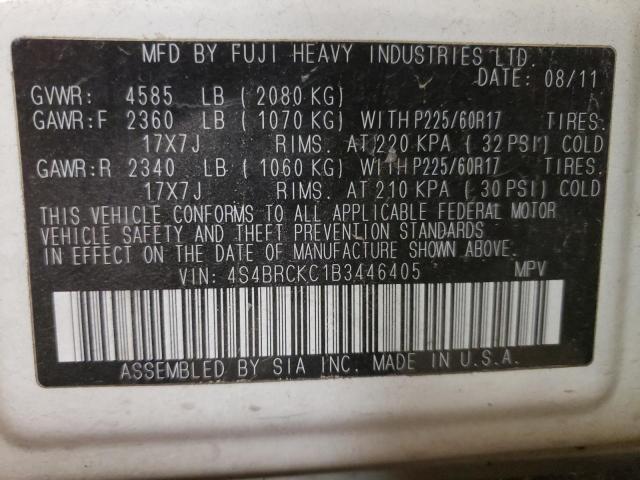 MFD BY FUJI HEAVY INDUSTRIES LTD.
DATE: 08/11
GVWR: 4585 LB ( 2080 KG)
GAWR:F 2360 LB ( 1070 KG) WITH P225/60R17 TIRES.
17X7J RIMS. AT 220 KPA ( 32 PSI) COLD
GAWR:R 2340 LB ( 1060 KG) WITH P225/60R17 TIRES.
17X7J RIMS. AT 210 KPA ( 30 PSI) COLD
THIS VEHICLE CONFORMS TO ALL APPLICABLE FEDERAL MOTOR
VEHICLE SAFETY AND THEFT PREVENTION STANDARDS
IN EFFECT ON THE DATE OF MANUFACTURE SHOWN ABOVE.
VIN: 4S4BRCKC1B3446405 MPV
ASSEMBLED BY SIA INC. MADE IN U.S.A.